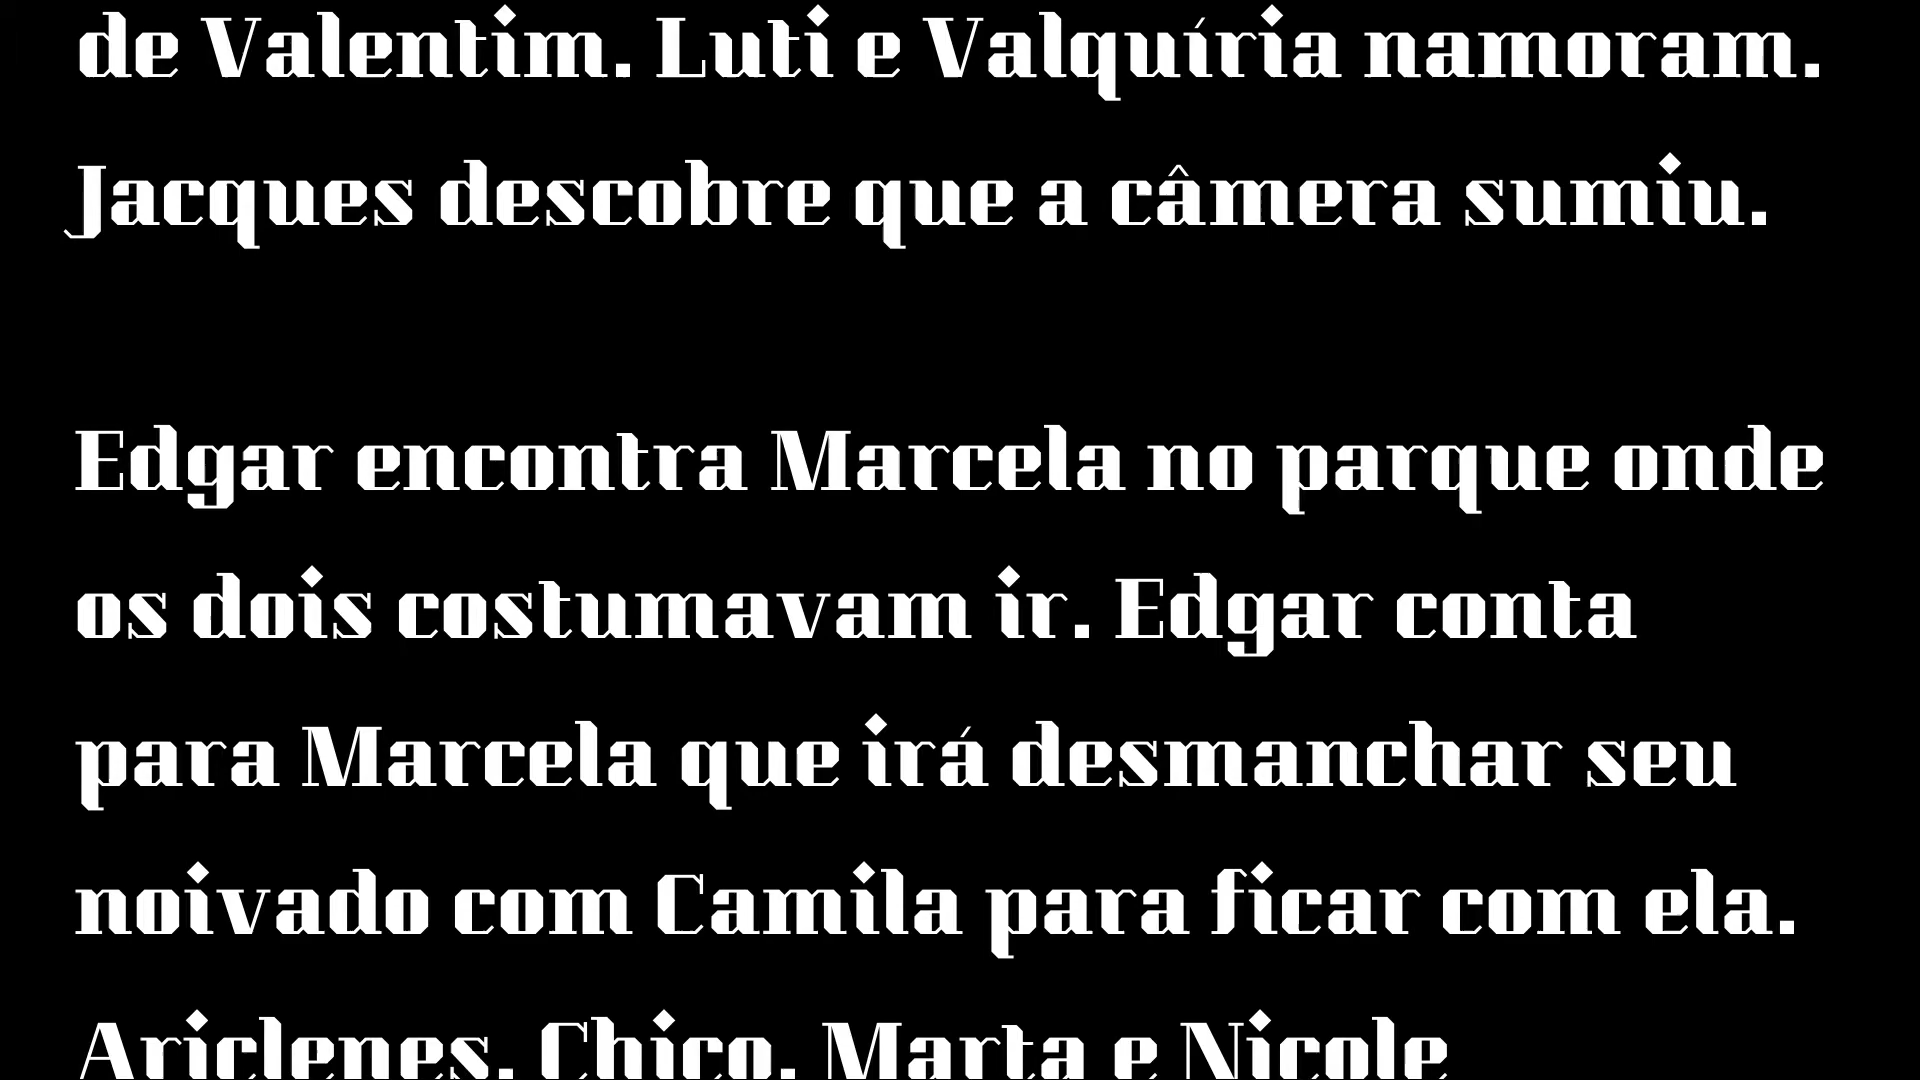 de Valentim. Luti e Valquíria namoram.
Jacques descobre que a câmera sumiu.
Edgar encontra Marcela no parque onde
os dois costumavam ir. Edgar conta
para Marcela que irá desmanchar seu
noivado com Camila para ficar com ela.
Ariclenes, Chico, Marta e Nicole